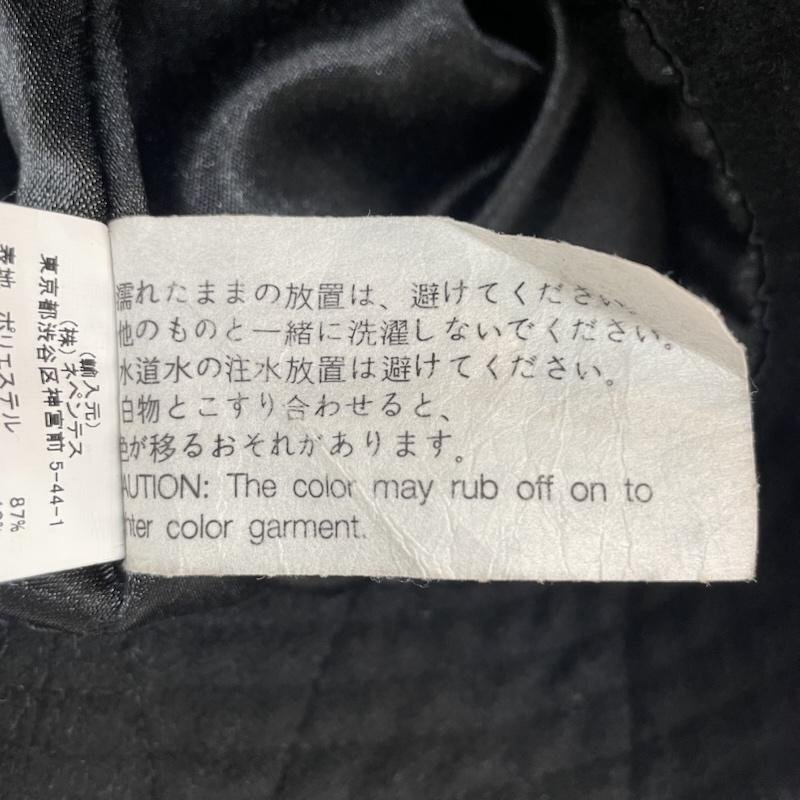 濡れたままの放置は、避けてください。
他のものと一緒に洗濯しないでください。
水道水の注水放置は避けてください。
白物とこすり合わせると、
色が移るおそれがあります。
CAUTION: The color may rub off on to
color garment.
(輸入元)
(株)ネペンテス
東京都渋谷区神宮前 5-44-1
表地 ポリエステル 87%